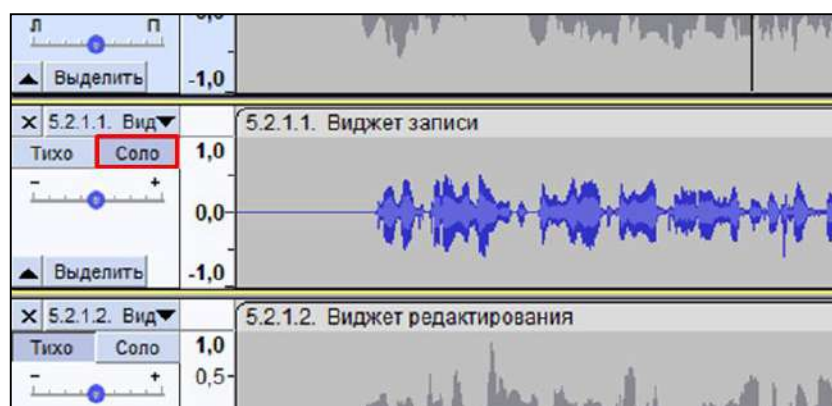 Л П
Выделить -1,0
5.2.1.1. Вид 5.2.1.1. Виджет записи
Тихо Соло 1,0
- +
0,0
Выделить -1,0
5.2.1.2. Вид 5.2.1.2. Виджет редактирования
Тихо Соло 1,0
- + 0,5